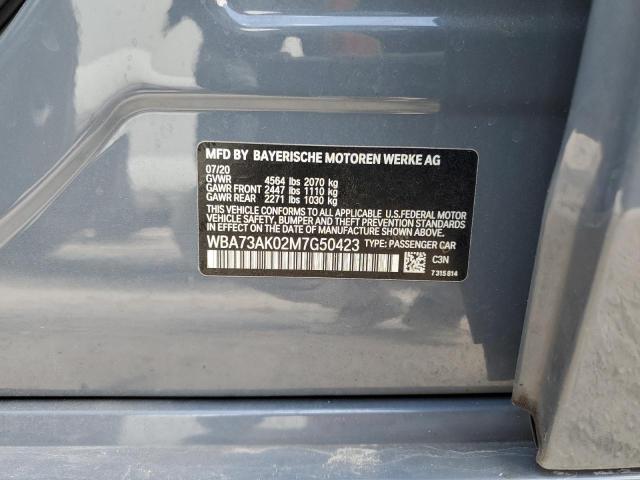 MFD BY BAYERISCHE MOTOREN WERKE AG
07/20
GVWR 4564 lbs 2070 kg
GAWR FRONT 2447 lbs 1110 kg
GAWR REAR 2271 lbs 1030 kg
THIS VEHICLE CONFORMS TO ALL APPLICABLE U.S. FEDERAL MOTOR
VEHICLE SAFETY, BUMPER AND THEFT PREVENTION STANDARDS
IN EFFECT ON THE DATE OF MANUFACTURE SHOWN ABOVE.
WBA73AK02M7G50423 TYPE: PASSENGER CAR
C3N
7315814